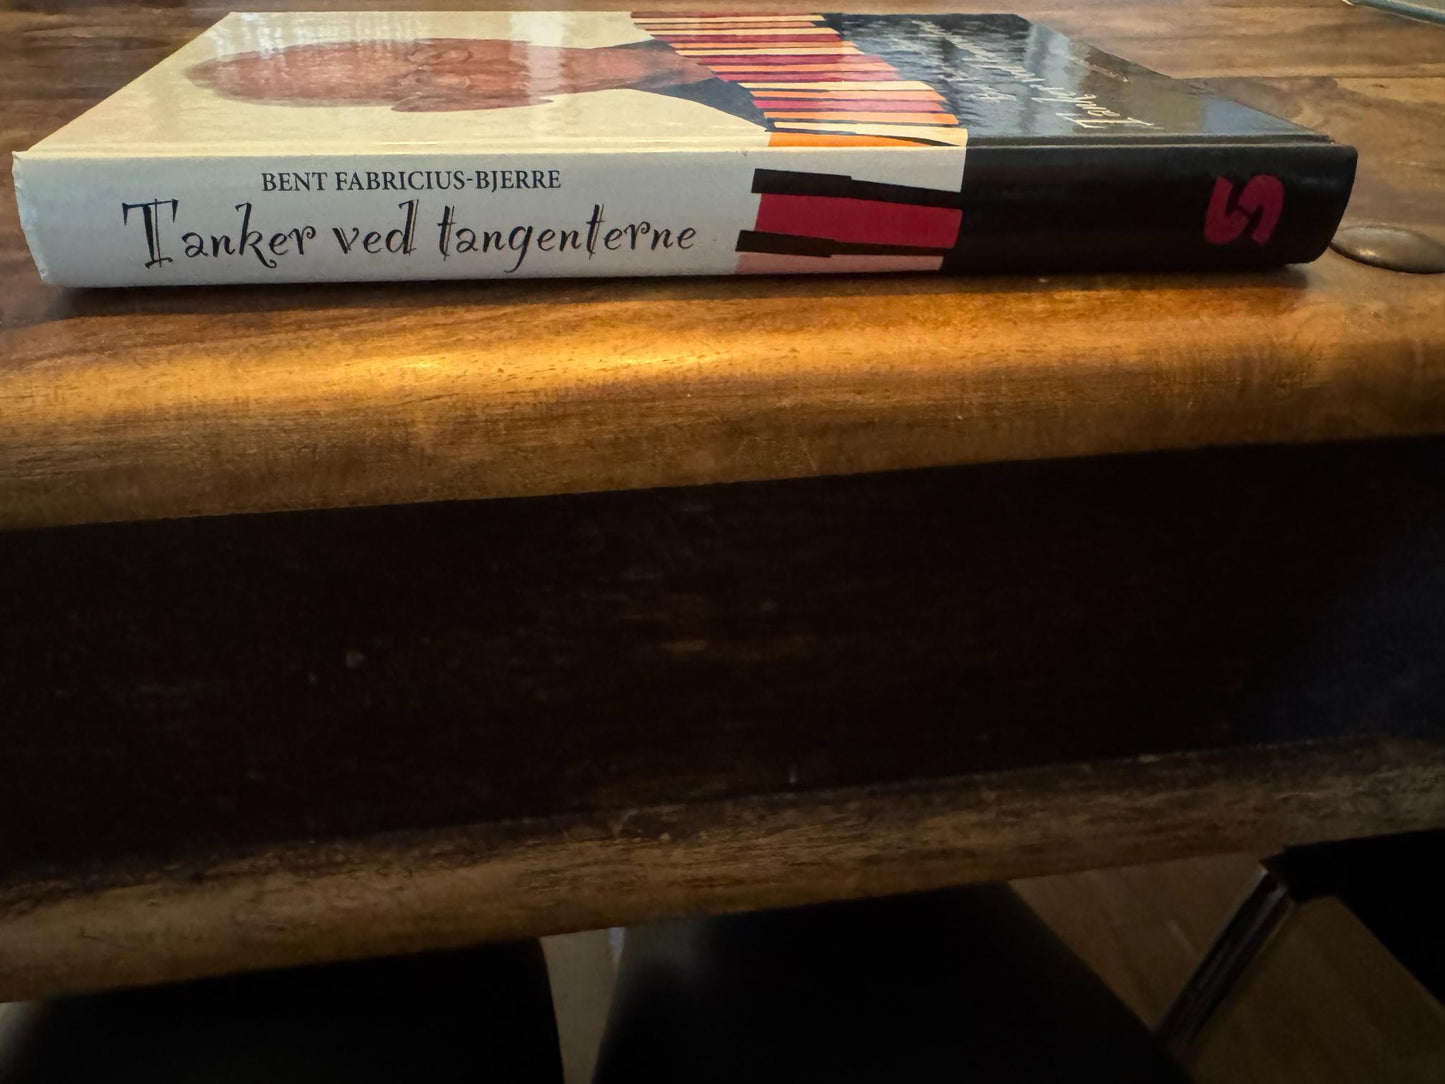 BENT FABRICIUS-BJERRE
Tanker ved tangenterne